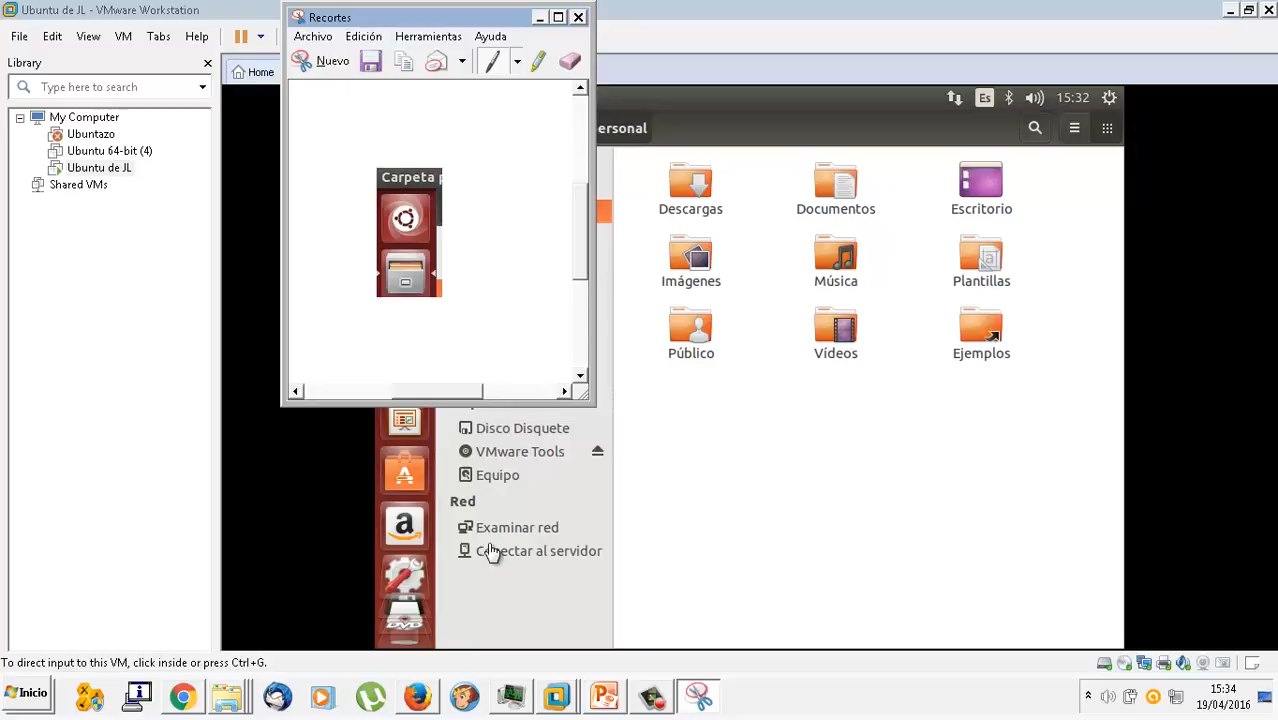 Ubuntu de JL - VMware Workstation
File Edit View VM Tabs Help
Library
Type here to search
My Computer
Ubuntazo
Ubuntu 64-bit (4)
Ubuntu de JL
Shared VMs
Home
Recortes
Archivo Edición Herramientas Ayuda
Nuevo
Carpeta p
Es 15:32
ersonal
Descargas Documentos Escritorio
Imágenes Música Plantillas
Público Vídeos Ejemplos
Disco Disquete
VMware Tools
Equipo
Red
Examinar red
Conectar al servidor
To direct input to this VM, click inside or press Ctrl+G.
Inicio
15:34
19/04/2016